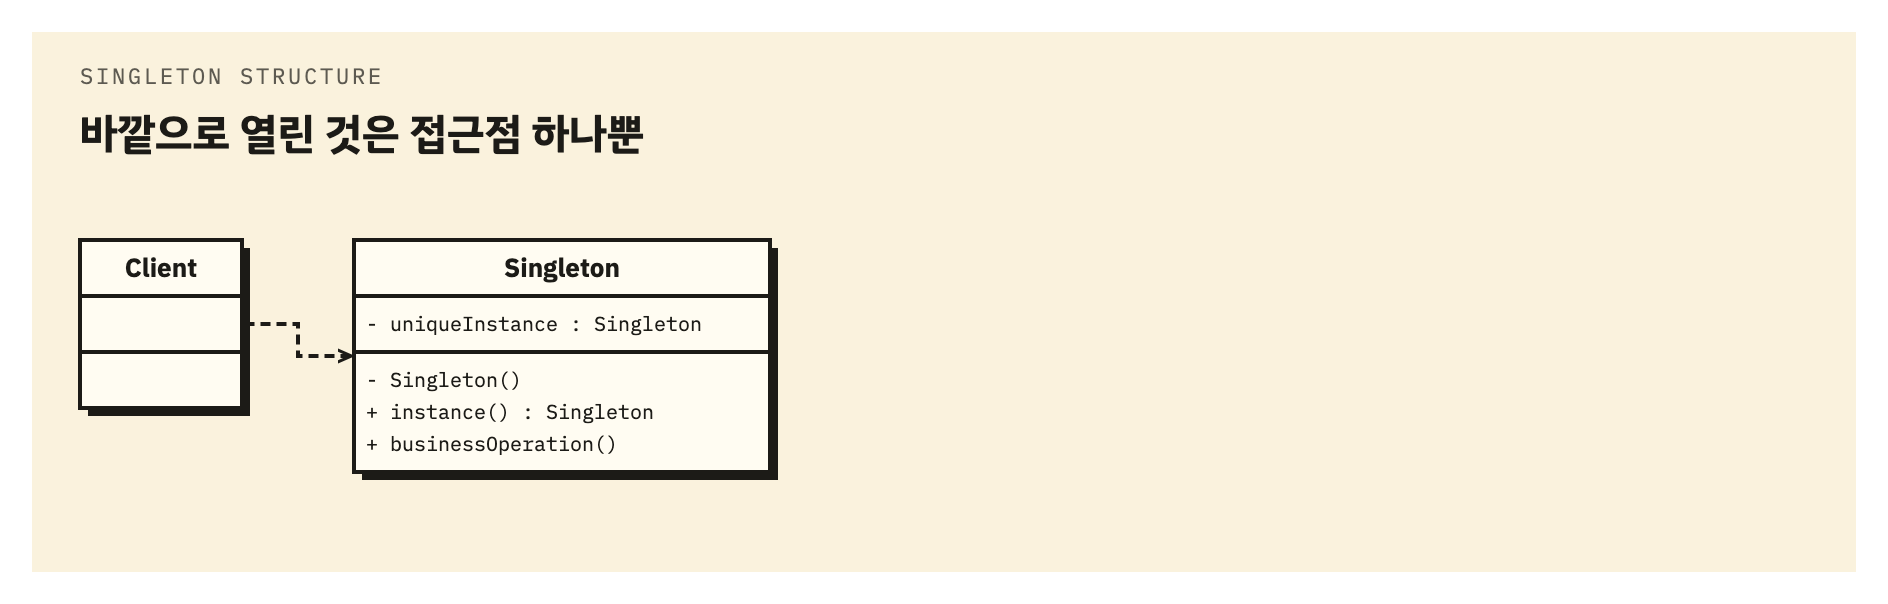 SINGLETON STRUCTURE
바깥으로 열린 것은 접근점 하나뿐
Client
Singleton
- uniqueInstance : Singleton
- Singleton()
+ instance() : Singleton
+ businessOperation()